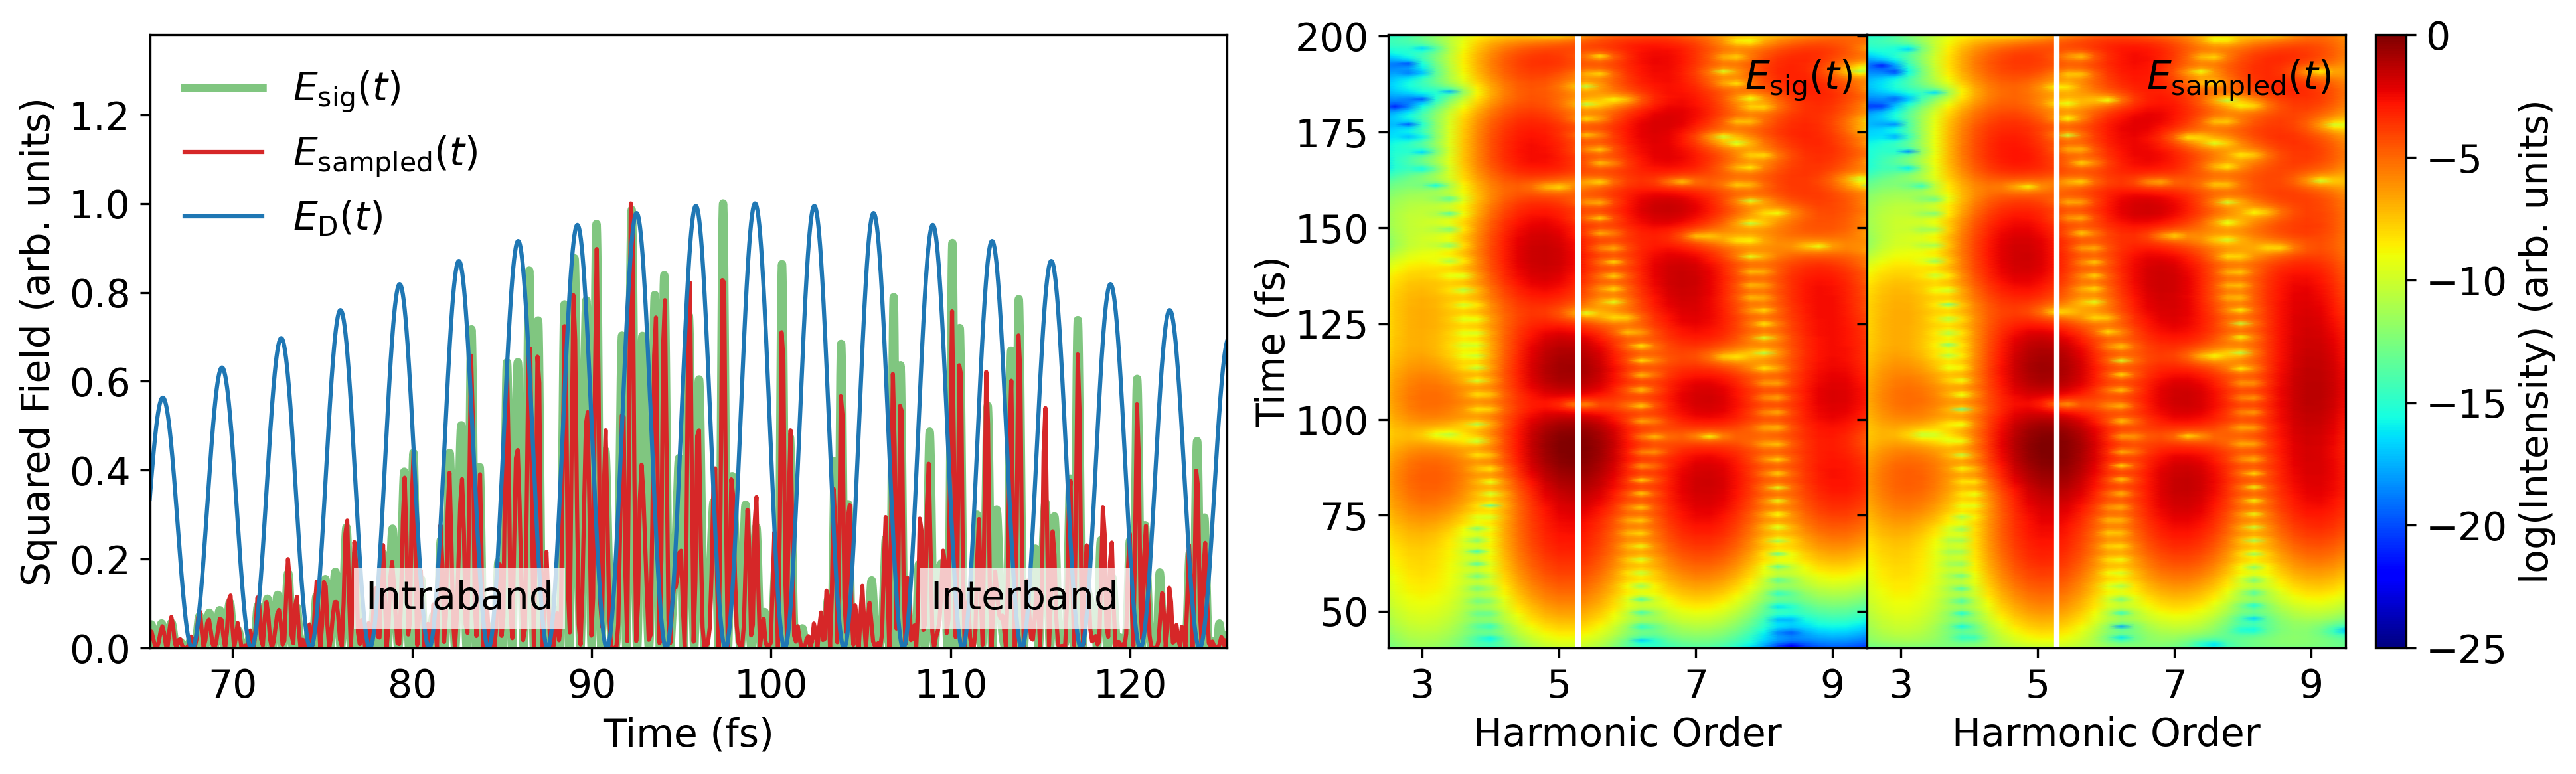 Squared Field (arb. units)
1.2
1.0
0.8
0.6
0.4
0.2
0.0
E_sig(t)
E_sampled(t)
E_D(t)
Intraband
Interband
70 80 90 100 110 120
Time (fs)
Time (fs)
200
175
150
125
100
75
50
E_sig(t)
E_sampled(t)
3 5 7 9 3 5 7 9
Harmonic Order Harmonic Order
0
−5
−10
−15
−20
−25
log(Intensity) (arb. units)